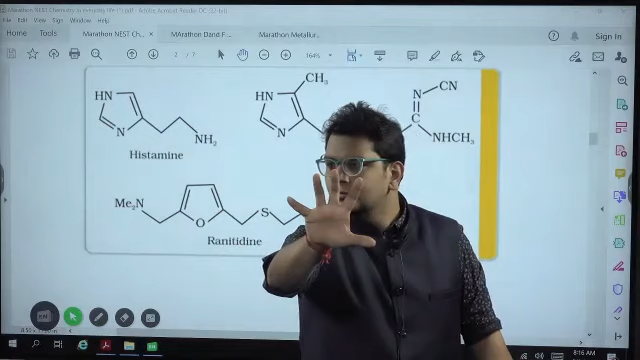 Marathon NEST Chemistry in everyday life (1).pdf - Adobe Acrobat Reader DC (32-bit)
File Edit View Sign Window Help
Home Tools Marathon NEST Ch... × MArathon Dand F... Marathon Metallur... Sign In
2 / 7 164%
CH₃
HN
N
NH₂
Histamine
HN
N
N
CN
C
NHCH₃
Me₂N
O
S
Ranitidine
8:16 AM